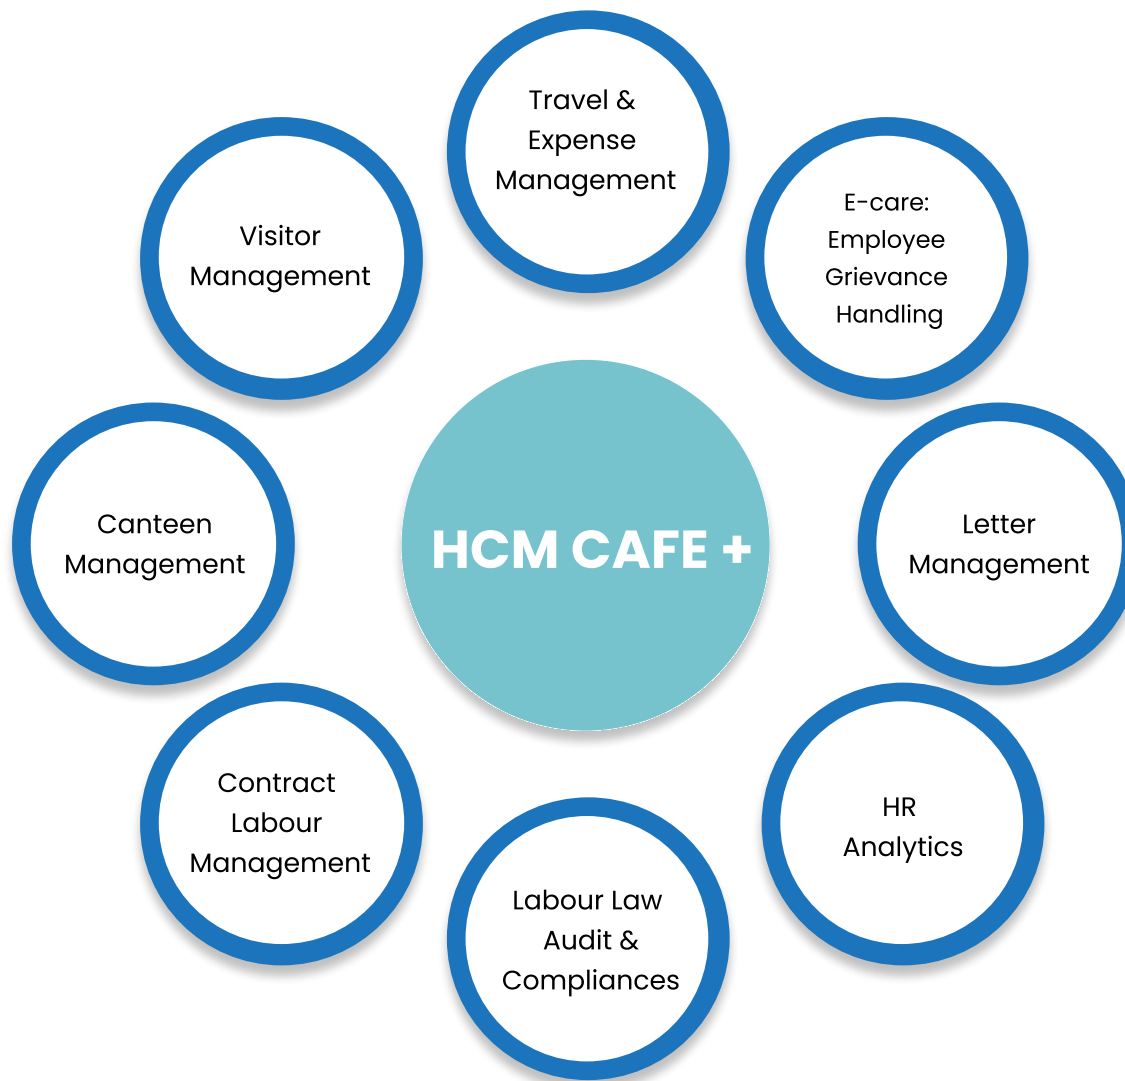 Travel &
Expense
Management
E-care:
Employee
Grievance
Handling
Visitor
Management
Canteen
Management
HCM CAFE +
Letter
Management
Contract
Labour
Management
HR
Analytics
Labour Law
Audit &
Compliances